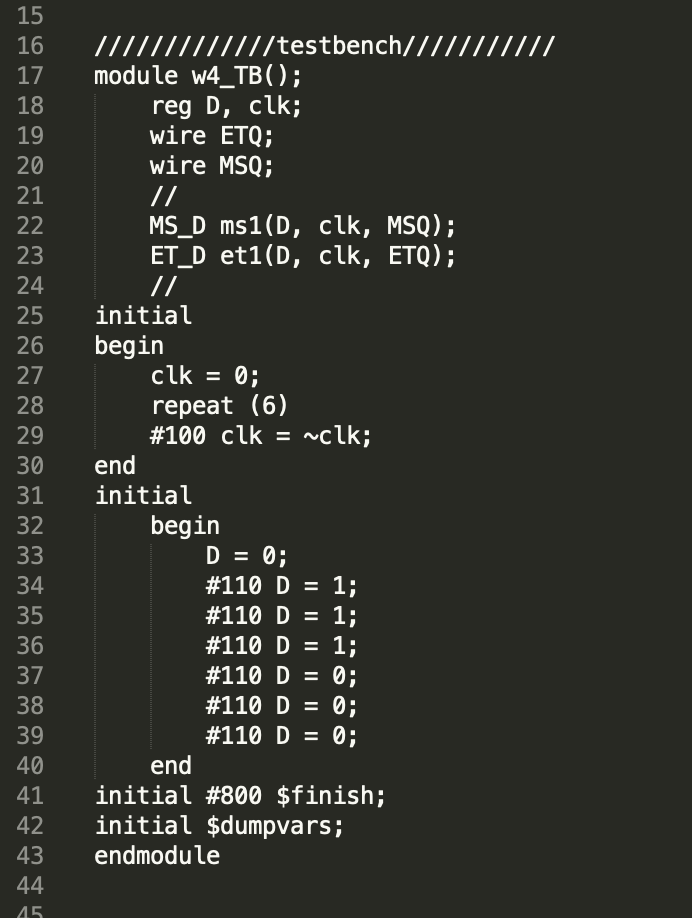 15
16 /////////////testbench///////////
17 module w4_TB();
18 reg D, clk;
19 wire ETQ;
20 wire MSQ;
21 //
22 MS_D ms1(D, clk, MSQ);
23 ET_D et1(D, clk, ETQ);
24 //
25 initial
26 begin
27 clk = 0;
28 repeat (6)
29 #100 clk = ~clk;
30 end
31 initial
32 begin
33 D = 0;
34 #110 D = 1;
35 #110 D = 1;
36 #110 D = 1;
37 #110 D = 0;
38 #110 D = 0;
39 #110 D = 0;
40 end
41 initial #800 $finish;
42 initial $dumpvars;
43 endmodule
44
45